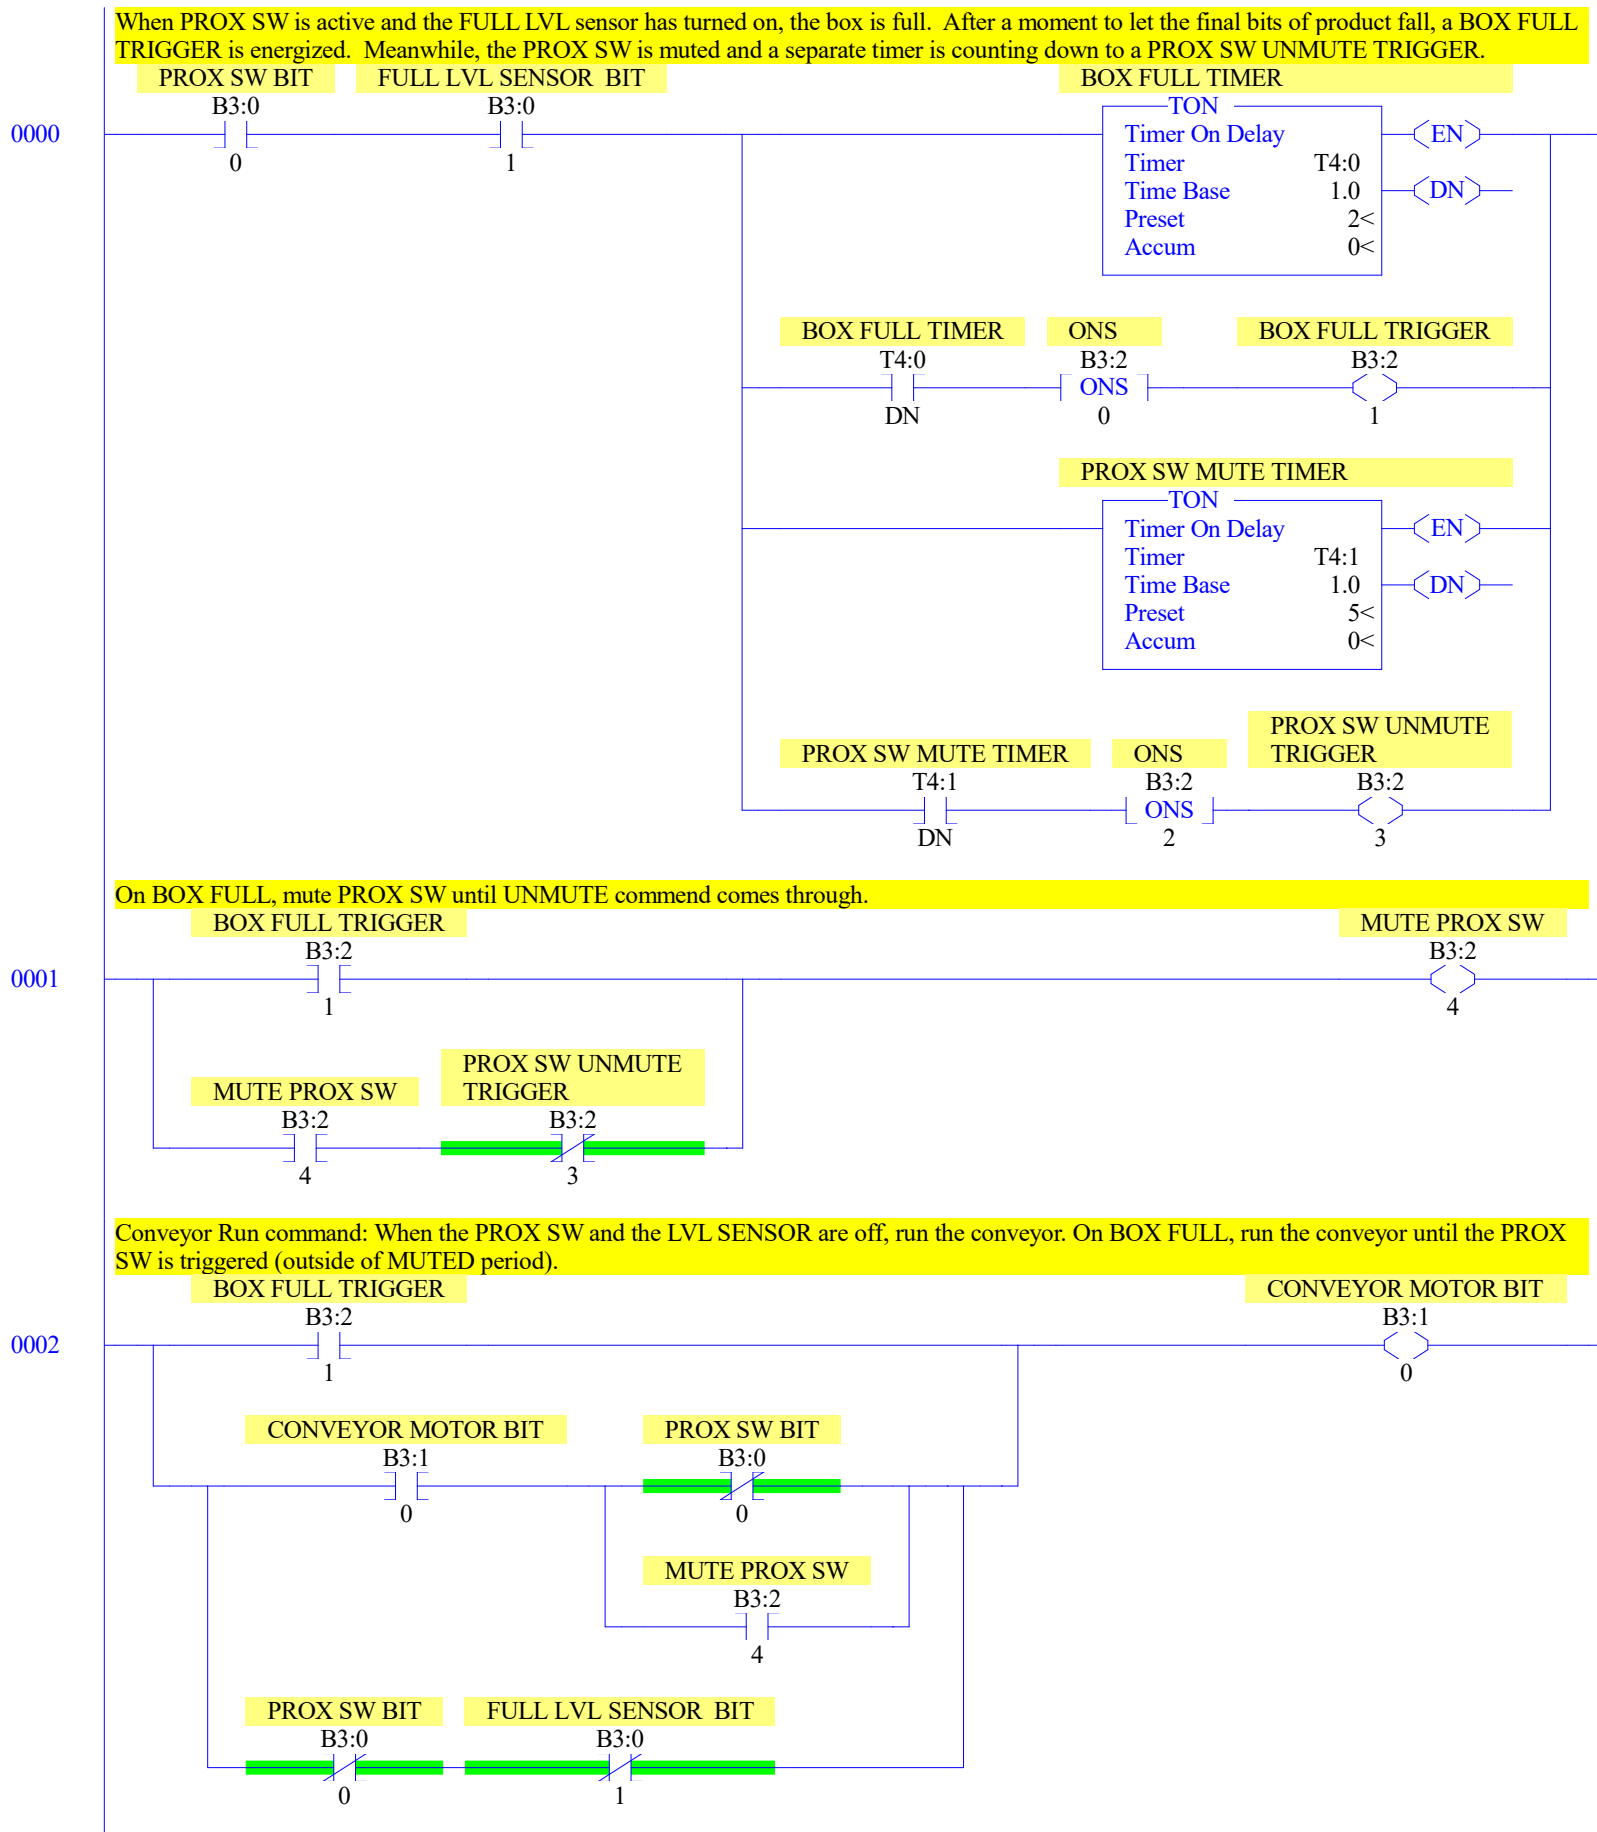 When PROX SW is active and the FULL LVL sensor has turned on, the box is full.  After a moment to let the final bits of product fall, a BOX FULL
TRIGGER is energized.  Meanwhile, the PROX SW is muted and a separate timer is counting down to a PROX SW UNMUTE TRIGGER.
PROX SW BIT FULL LVL SENSOR  BIT BOX FULL TIMER
B3:0 B3:0 TON
0000 Timer On Delay EN
0 1 Timer T4:0
Time Base 1.0 DN
Preset 2<
Accum 0<
BOX FULL TIMER ONS BOX FULL TRIGGER
T4:0 B3:2 B3:2
ONS
DN 0 1
PROX SW MUTE TIMER
TON
Timer On Delay EN
Timer T4:1
Time Base 1.0 DN
Preset 5<
Accum 0<
PROX SW UNMUTE
PROX SW MUTE TIMER ONS TRIGGER
T4:1 B3:2 B3:2
ONS
DN 2 3
On BOX FULL, mute PROX SW until UNMUTE commend comes through.
BOX FULL TRIGGER MUTE PROX SW
B3:2 B3:2
0001
1 4
PROX SW UNMUTE
MUTE PROX SW TRIGGER
B3:2 B3:2
4 3
Conveyor Run command: When the PROX SW and the LVL SENSOR are off, run the conveyor. On BOX FULL, run the conveyor until the PROX
SW is triggered (outside of MUTED period).
BOX FULL TRIGGER CONVEYOR MOTOR BIT
B3:2 B3:1
0002
1 0
CONVEYOR MOTOR BIT PROX SW BIT
B3:1 B3:0
0 0
MUTE PROX SW
B3:2
4
PROX SW BIT FULL LVL SENSOR  BIT
B3:0 B3:0
0 1